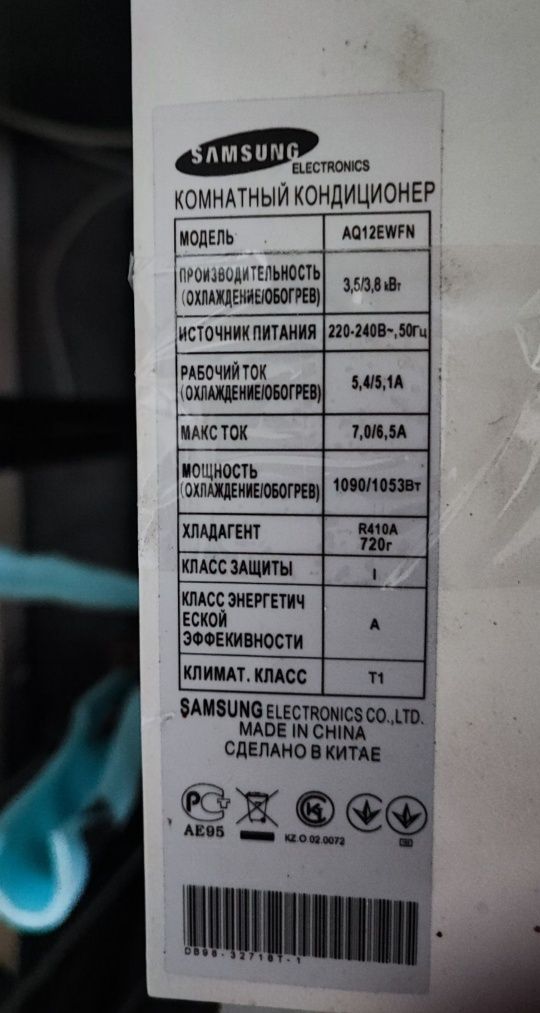 SAMSUNG
ELECTRONICS
КОМНАТНЫЙ КОНДИЦИОНЕР
МОДЕЛЬ AQ12EWFN
ПРОИЗВОДИТЕЛЬНОСТЬ
(ОХЛАЖДЕНИЕ/ОБОГРЕВ) 3,5/3,8 кВт
ИСТОЧНИК ПИТАНИЯ 220-240В~,50Гц
РАБОЧИЙ ТОК
(ОХЛАЖДЕНИЕ/ОБОГРЕВ) 5,4/5,1А
МАКС ТОК 7,0/6,5А
МОЩНОСТЬ
(ОХЛАЖДЕНИЕ/ОБОГРЕВ) 1090/1053Вт
ХЛАДАГЕНТ R410A
720г
КЛАСС ЗАЩИТЫ I
КЛАСС ЭНЕРГЕТИЧ
ЕСКОЙ
ЭФФЕКИВНОСТИ A
КЛИМАТ. КЛАСС T1
SAMSUNG ELECTRONICS CO.,LTD.
MADE IN CHINA
СДЕЛАНО В КИТАЕ
AE95
KZ.O.02.0072
DB98-32718T-1